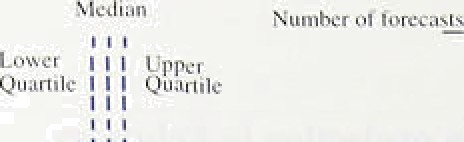 Median
Number of forecasts
Lower
Quartile
Upper
Quartile